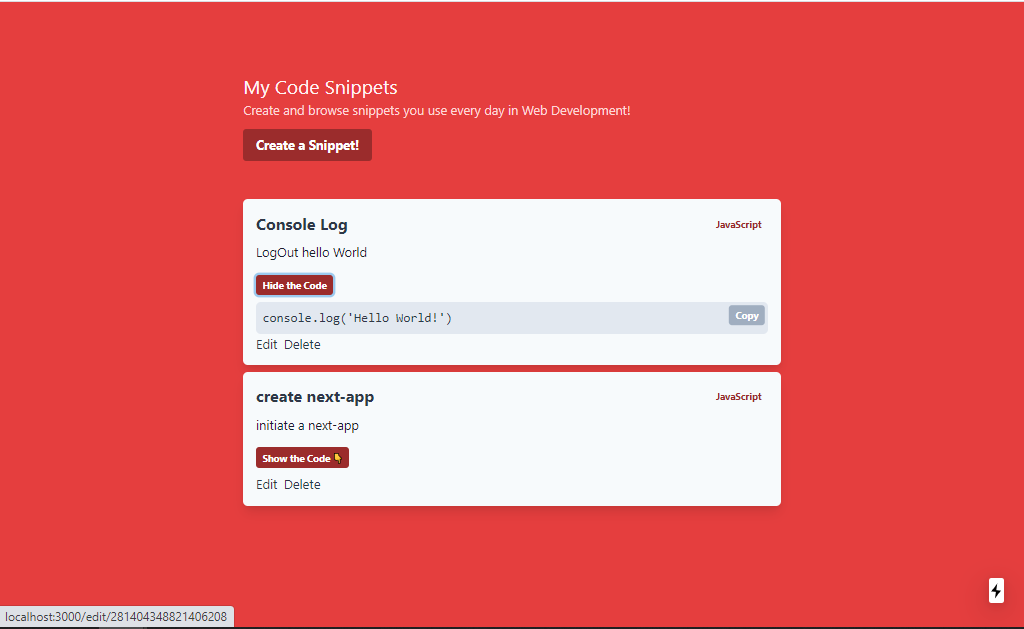 My Code Snippets
Create and browse snippets you use every day in Web Development!
Create a Snippet!
Console Log JavaScript
LogOut hello World
Hide the Code
console.log('Hello World!') Copy
Edit Delete
create next-app JavaScript
initiate a next-app
Show the Code 👇
Edit Delete
localhost:3000/edit/281404348821406208